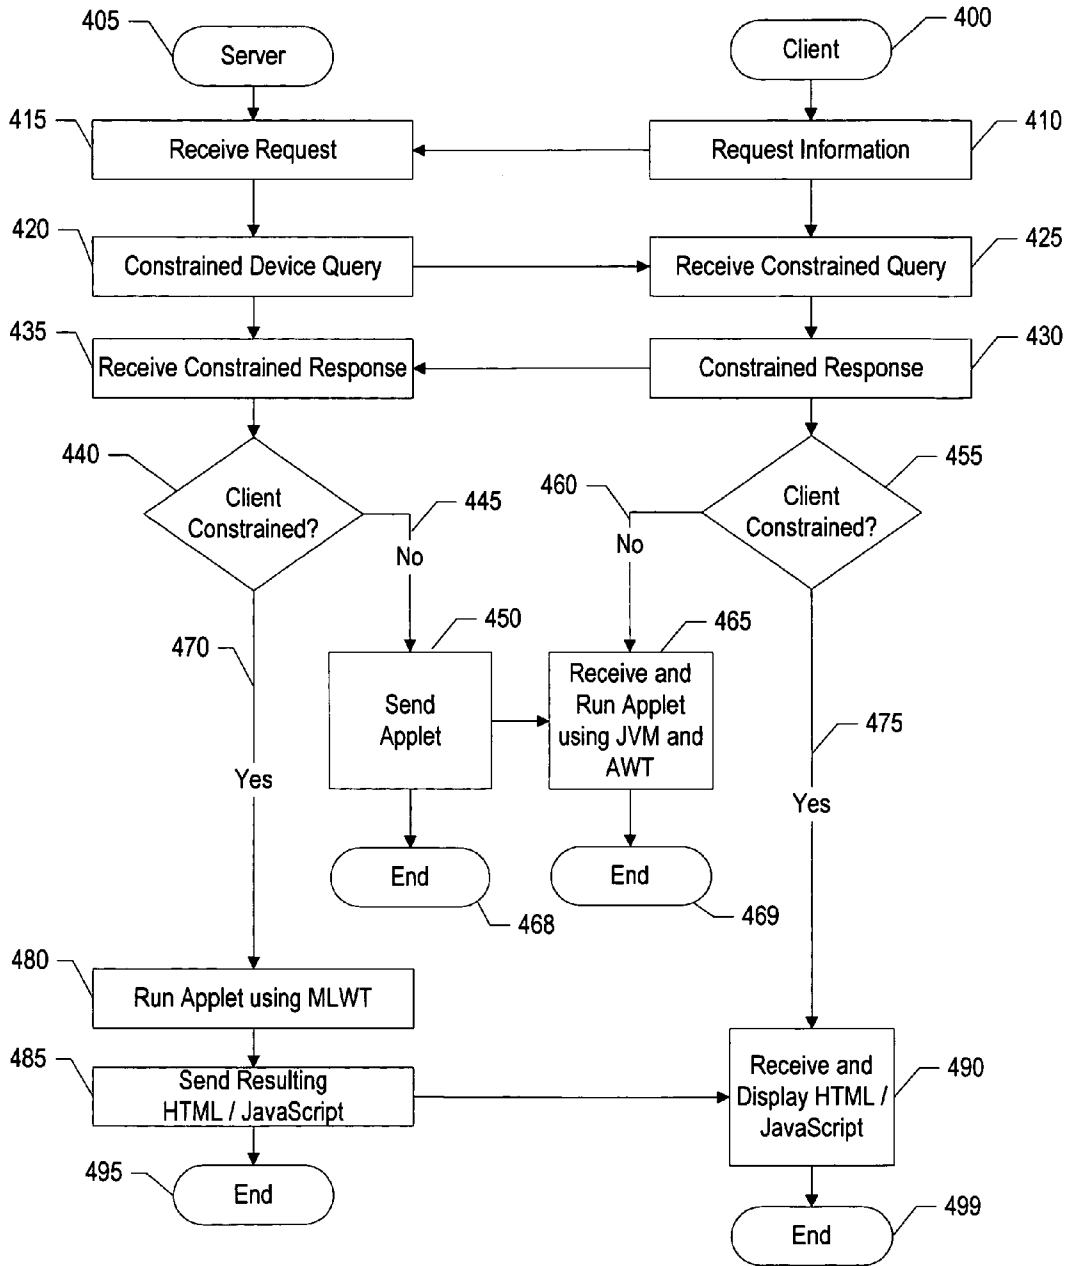 405
Server
400
Client
415
Receive Request
410
Request Information
420
Constrained Device Query
425
Receive Constrained Query
435
Receive Constrained Response
430
Constrained Response
440
Client
Constrained?
445
No
460
No
455
Client
Constrained?
470
Yes
450
Send
Applet
465
Receive and
Run Applet
using JVM and
AWT
475
Yes
End
468
End
469
480
Run Applet using MLWT
485
Send Resulting
HTML / JavaScript
490
Receive and
Display HTML /
JavaScript
495
End
End
499